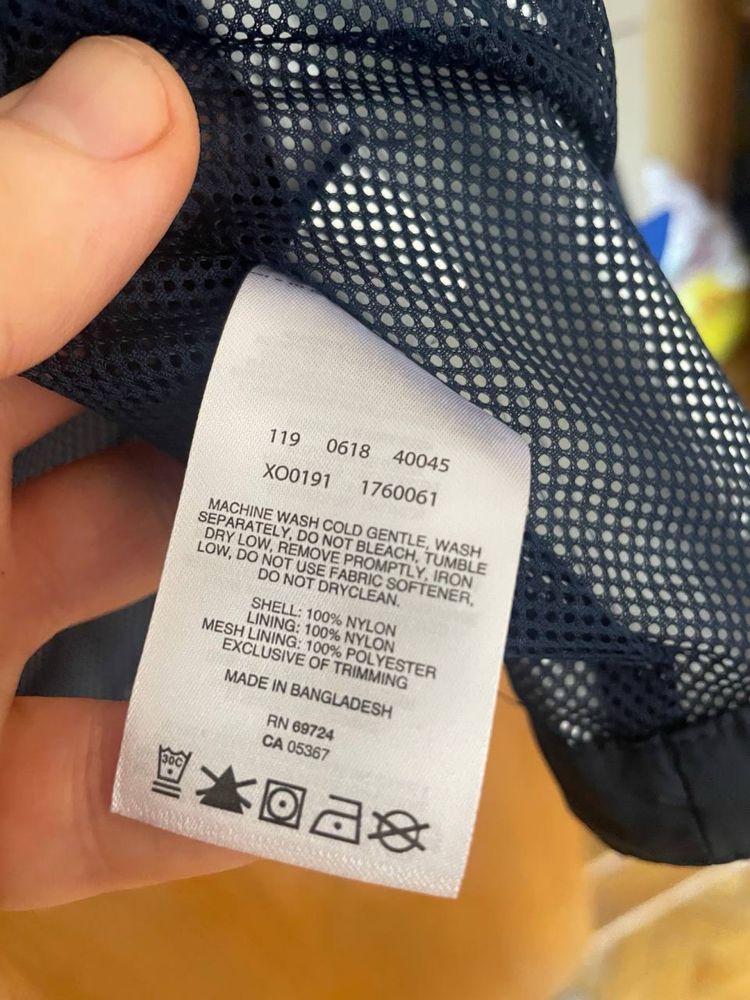 119 0618 40045
XO0191 1760061
MACHINE WASH COLD GENTLE, WASH
SEPARATELY, DO NOT BLEACH, TUMBLE
DRY LOW, REMOVE PROMPTLY, IRON
LOW, DO NOT USE FABRIC SOFTENER,
DO NOT DRYCLEAN.
SHELL: 100% NYLON
LINING: 100% NYLON
MESH LINING: 100% POLYESTER
EXCLUSIVE OF TRIMMING
MADE IN BANGLADESH
RN 69724
CA 05367
30C